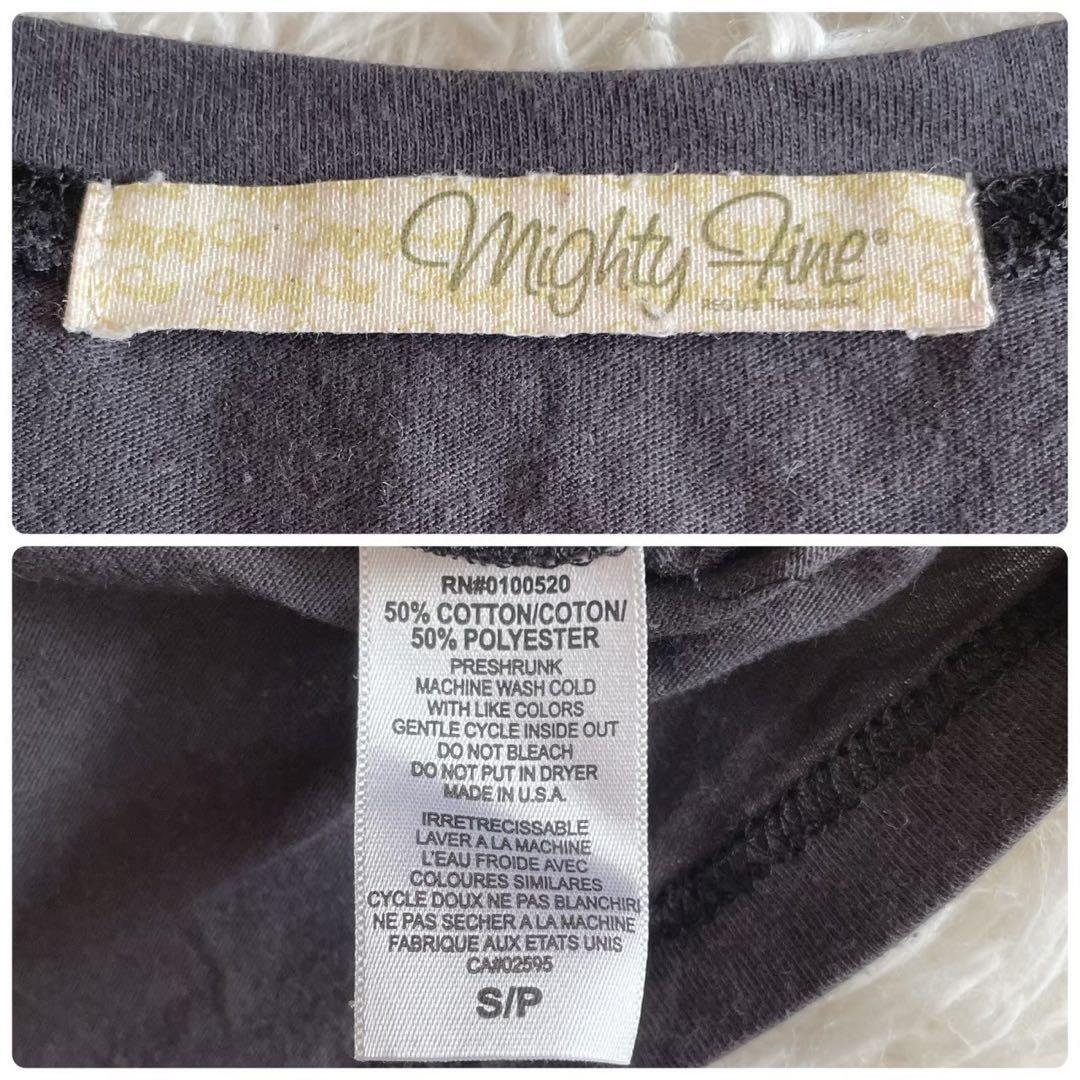 Mighty Fine®
REG U.S. TRADEMARK
RN#0100520
50% COTTON/COTON/
50% POLYESTER
PRESHRUNK
MACHINE WASH COLD
WITH LIKE COLORS
GENTLE CYCLE INSIDE OUT
DO NOT BLEACH
DO NOT PUT IN DRYER
MADE IN U.S.A.
IRRETRECISSABLE
LAVER A LA MACHINE
L'EAU FROIDE AVEC
COLOURES SIMILARES
CYCLE DOUX NE PAS BLANCHIR
NE PAS SECHER A LA MACHINE
FABRIQUE AUX ETATS UNIS
CA#02595
S/P